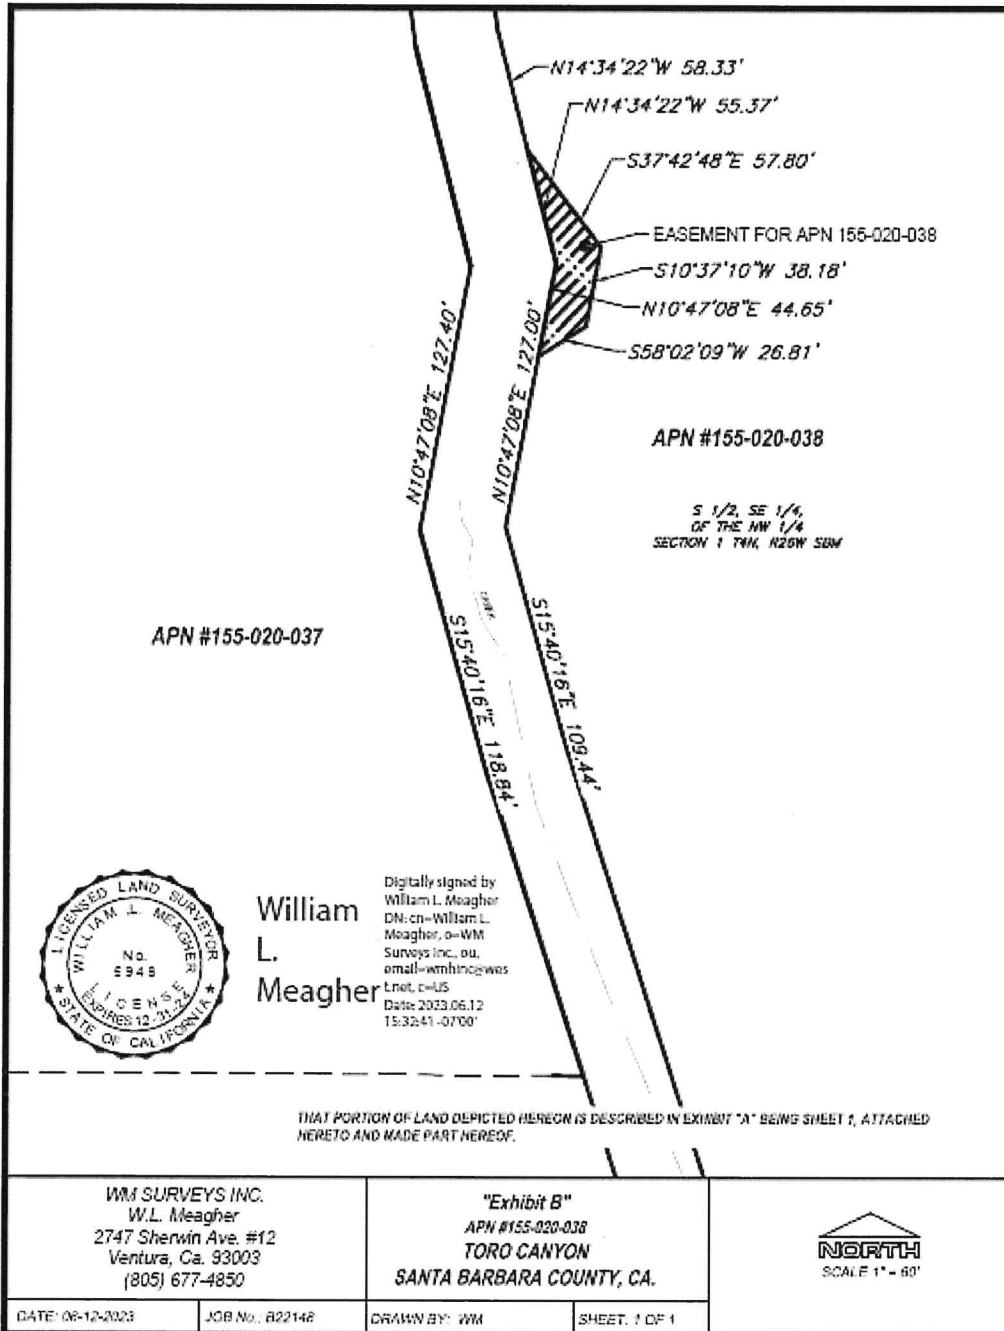 N14°34'22"W 58.33'
N14°34'22"W 55.37'
S37°42'48"E 57.80'
EASEMENT FOR APN 155-020-038
S10°37'10"W 38.18'
N10°47'08"E 44.65'
S58°02'09"W 26.81'
N10°47'08"E 127.40'
N10°47'08"E 127.00'
APN #155-020-038
S 1/2, SE 1/4,
OF THE NW 1/4
SECTION 1 T4N, R26W SBM
APN #155-020-037
S15°40'16"E 118.84'
S15°40'16"E 109.44'
LICENSED LAND SURVEYOR
WILLIAM L. MEAGHER
No.
5948
LICENSE
EXPIRES 12-31-24
STATE OF CALIFORNIA
William
L.
Meagher
Digitally signed by
William L. Meagher
DN: cn=William L.
Meagher, o=WM
Surveys Inc., ou,
email=wmhinc@wes
t.net, c=US
Date: 2023.06.12
15:32:41 -07'00'
THAT PORTION OF LAND DEPICTED HEREON IS DESCRIBED IN EXHIBIT "A" BEING SHEET 1, ATTACHED
HERETO AND MADE PART HEREOF.
WM SURVEYS INC.
W.L. Meagher
2747 Sherwin Ave. #12
Ventura, Ca. 93003
(805) 677-4850
"Exhibit B"
APN #155-020-038
TORO CANYON
SANTA BARBARA COUNTY, CA.
NORTH
SCALE 1" = 60'
DATE: 06-12-2023
JOB No.: B22148
DRAWN BY: WM
SHEET: 1 OF 1